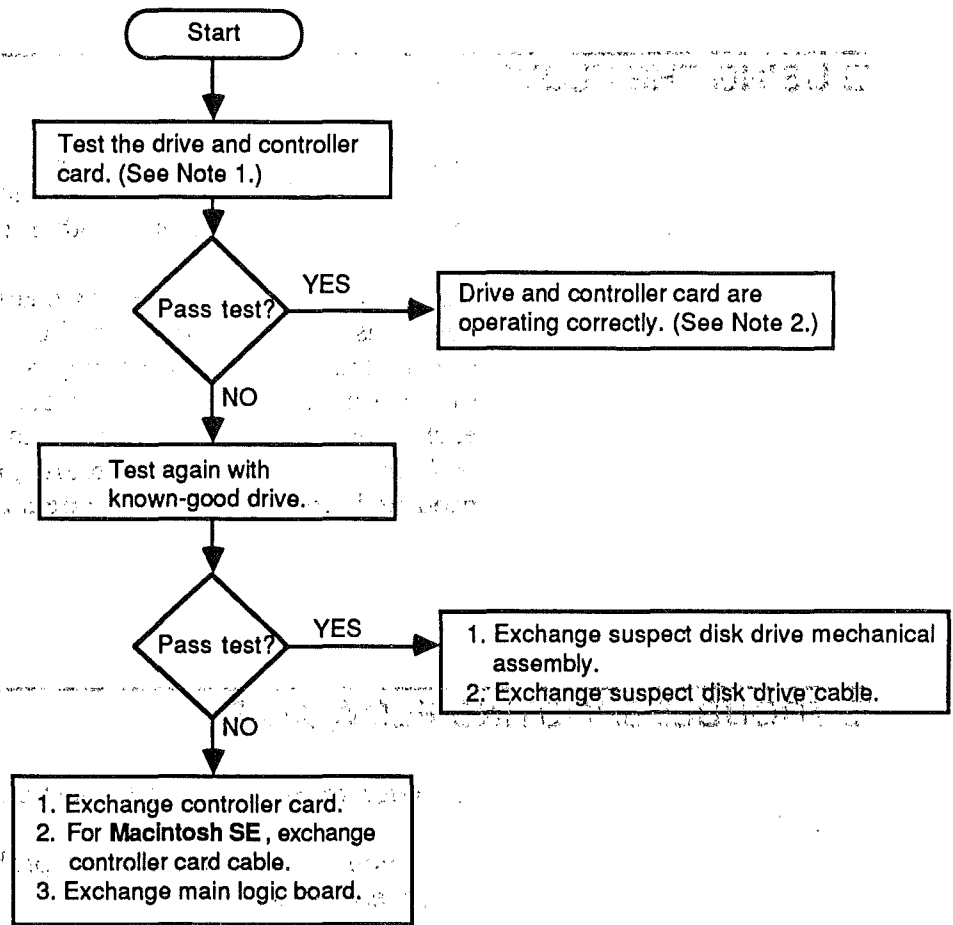 Start
Test the drive and controller
card. (See Note 1.)
Pass test?
YES
Drive and controller card are
operating correctly. (See Note 2.)
NO
Test again with
known-good drive.
Pass test?
YES
1. Exchange suspect disk drive mechanical
assembly.
2. Exchange suspect disk drive cable.
NO
1. Exchange controller card.
2. For Macintosh SE, exchange
controller card cable.
3. Exchange main logic board.